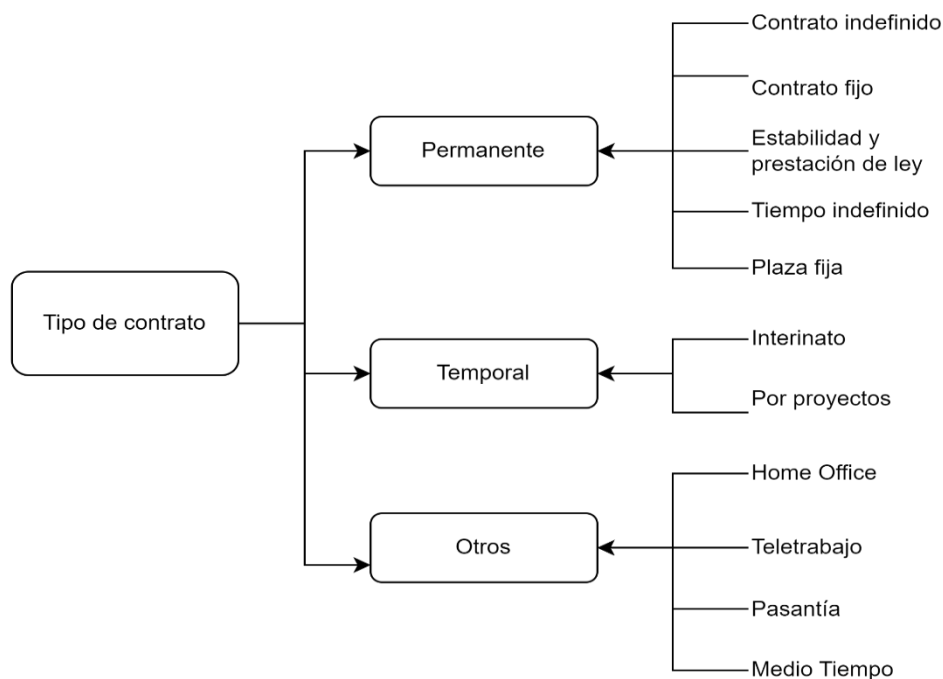 Tipo de contrato
Permanente
Contrato indefinido
Contrato fijo
Estabilidad y
prestación de ley
Tiempo indefinido
Plaza fija
Temporal
Interinato
Por proyectos
Otros
Home Office
Teletrabajo
Pasantía
Medio Tiempo